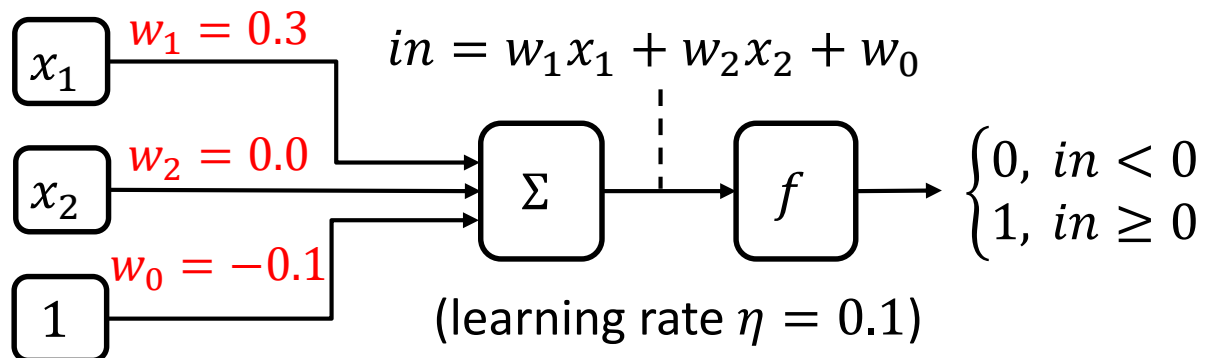 x₁
w₁ = 0.3
in = w₁x₁ + w₂x₂ + w₀
x₂
w₂ = 0.0
Σ
f
{0, in < 0
1, in ≥ 0
1
w₀ = −0.1
(learning rate η = 0.1)